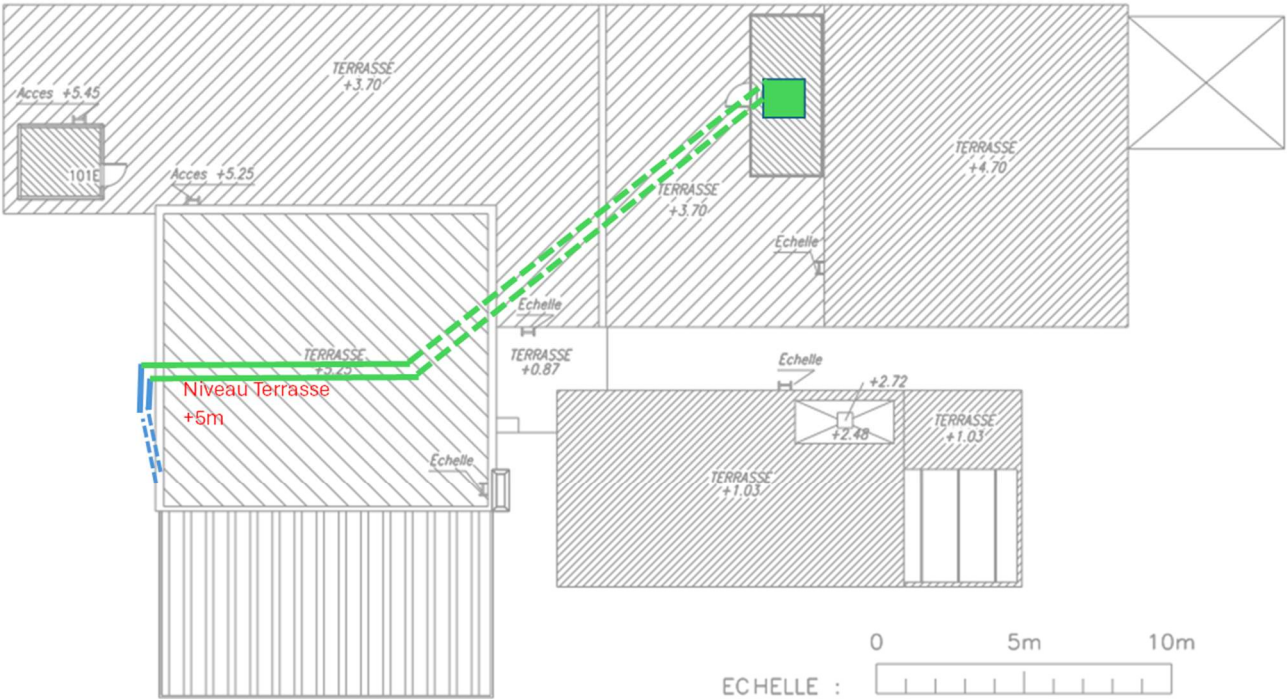 TERRASSE
+3.70
Acces +5.45
101E
Acces +5.25
TERRASSE
+3.70
TERRASSE
+4.70
Echelle
Echelle
TERRASSE
+0.87
TERRASSE
+5.25
Niveau Terrasse
+5m
Echelle
+2.72
+2.48
TERRASSE
+1.03
Echelle
TERRASSE
+1.03
0 5m 10m
ECHELLE :